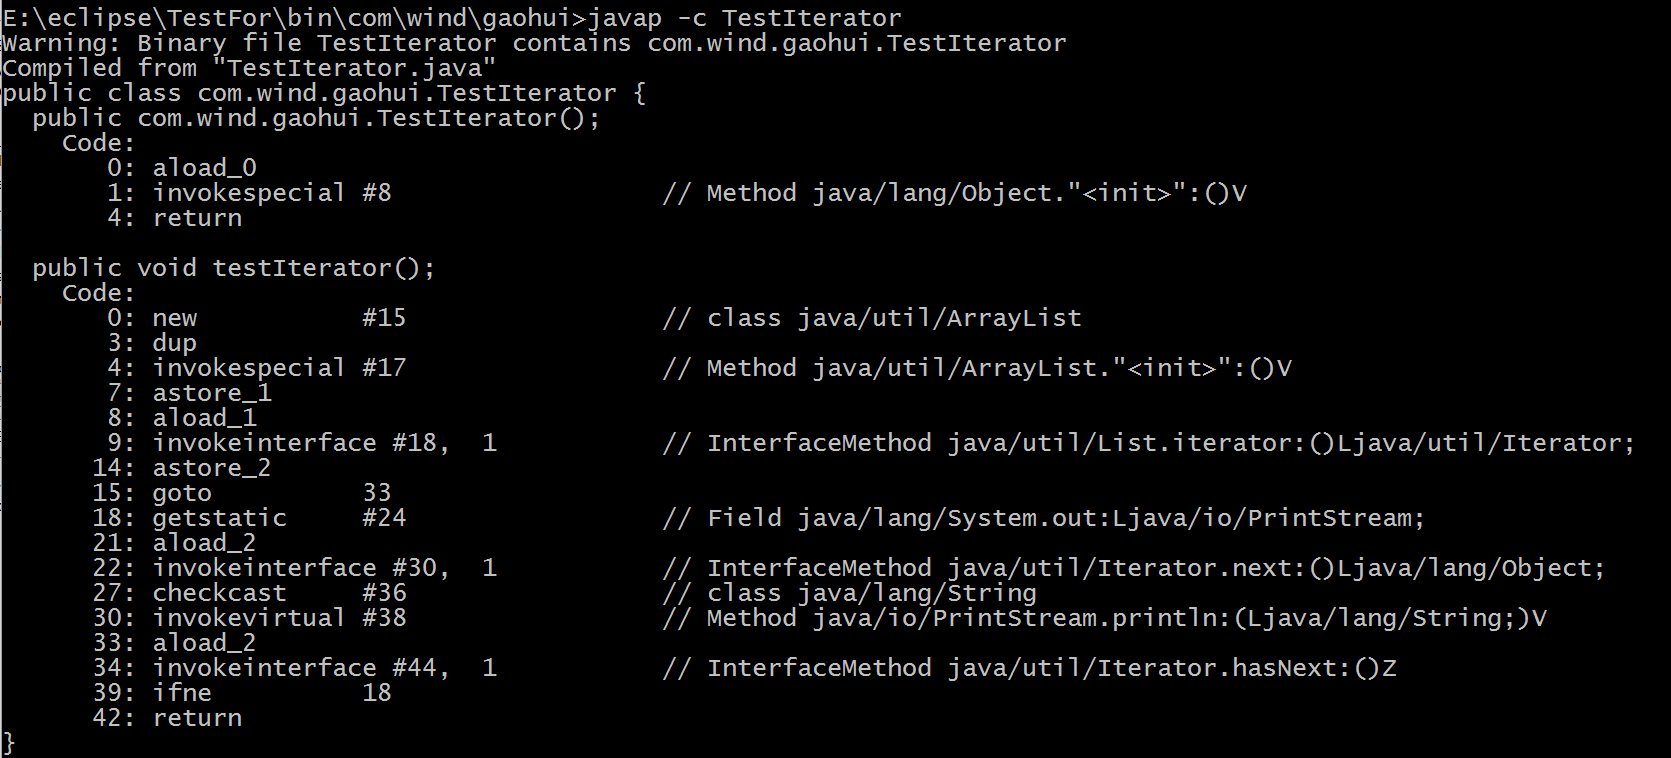 E:\eclipse\TestFor\bin\com\wind\gaohui>javap -c TestIterator
Warning: Binary file TestIterator contains com.wind.gaohui.TestIterator
Compiled from "TestIterator.java"
public class com.wind.gaohui.TestIterator {
  public com.wind.gaohui.TestIterator();
    Code:
       0: aload_0
       1: invokespecial #8                  // Method java/lang/Object."<init>":()V
       4: return

  public void testIterator();
    Code:
       0: new           #15                 // class java/util/ArrayList
       3: dup
       4: invokespecial #17                 // Method java/util/ArrayList."<init>":()V
       7: astore_1
       8: aload_1
       9: invokeinterface #18,  1           // InterfaceMethod java/util/List.iterator:()Ljava/util/Iterator;
      14: astore_2
      15: goto          33
      18: getstatic     #24                 // Field java/lang/System.out:Ljava/io/PrintStream;
      21: aload_2
      22: invokeinterface #30,  1           // InterfaceMethod java/util/Iterator.next:()Ljava/lang/Object;
      27: checkcast     #36                 // class java/lang/String
      30: invokevirtual #38                 // Method java/io/PrintStream.println:(Ljava/lang/String;)V
      33: aload_2
      34: invokeinterface #44,  1           // InterfaceMethod java/util/Iterator.hasNext:()Z
      39: ifne          18
      42: return
}